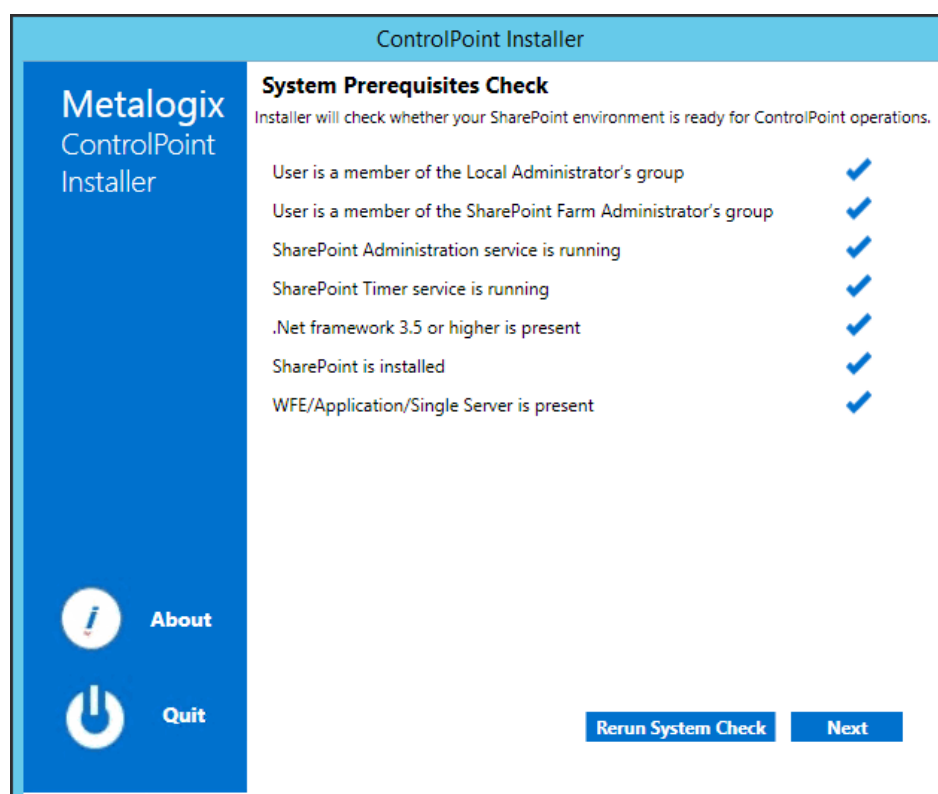 ControlPoint Installer
Metalogix
ControlPoint
Installer
System Prerequisites Check
Installer will check whether your SharePoint environment is ready for ControlPoint operations.
User is a member of the Local Administrator's group
User is a member of the SharePoint Farm Administrator's group
SharePoint Administration service is running
SharePoint Timer service is running
.Net framework 3.5 or higher is present
SharePoint is installed
WFE/Application/Single Server is present
i About
Quit
Rerun System Check
Next